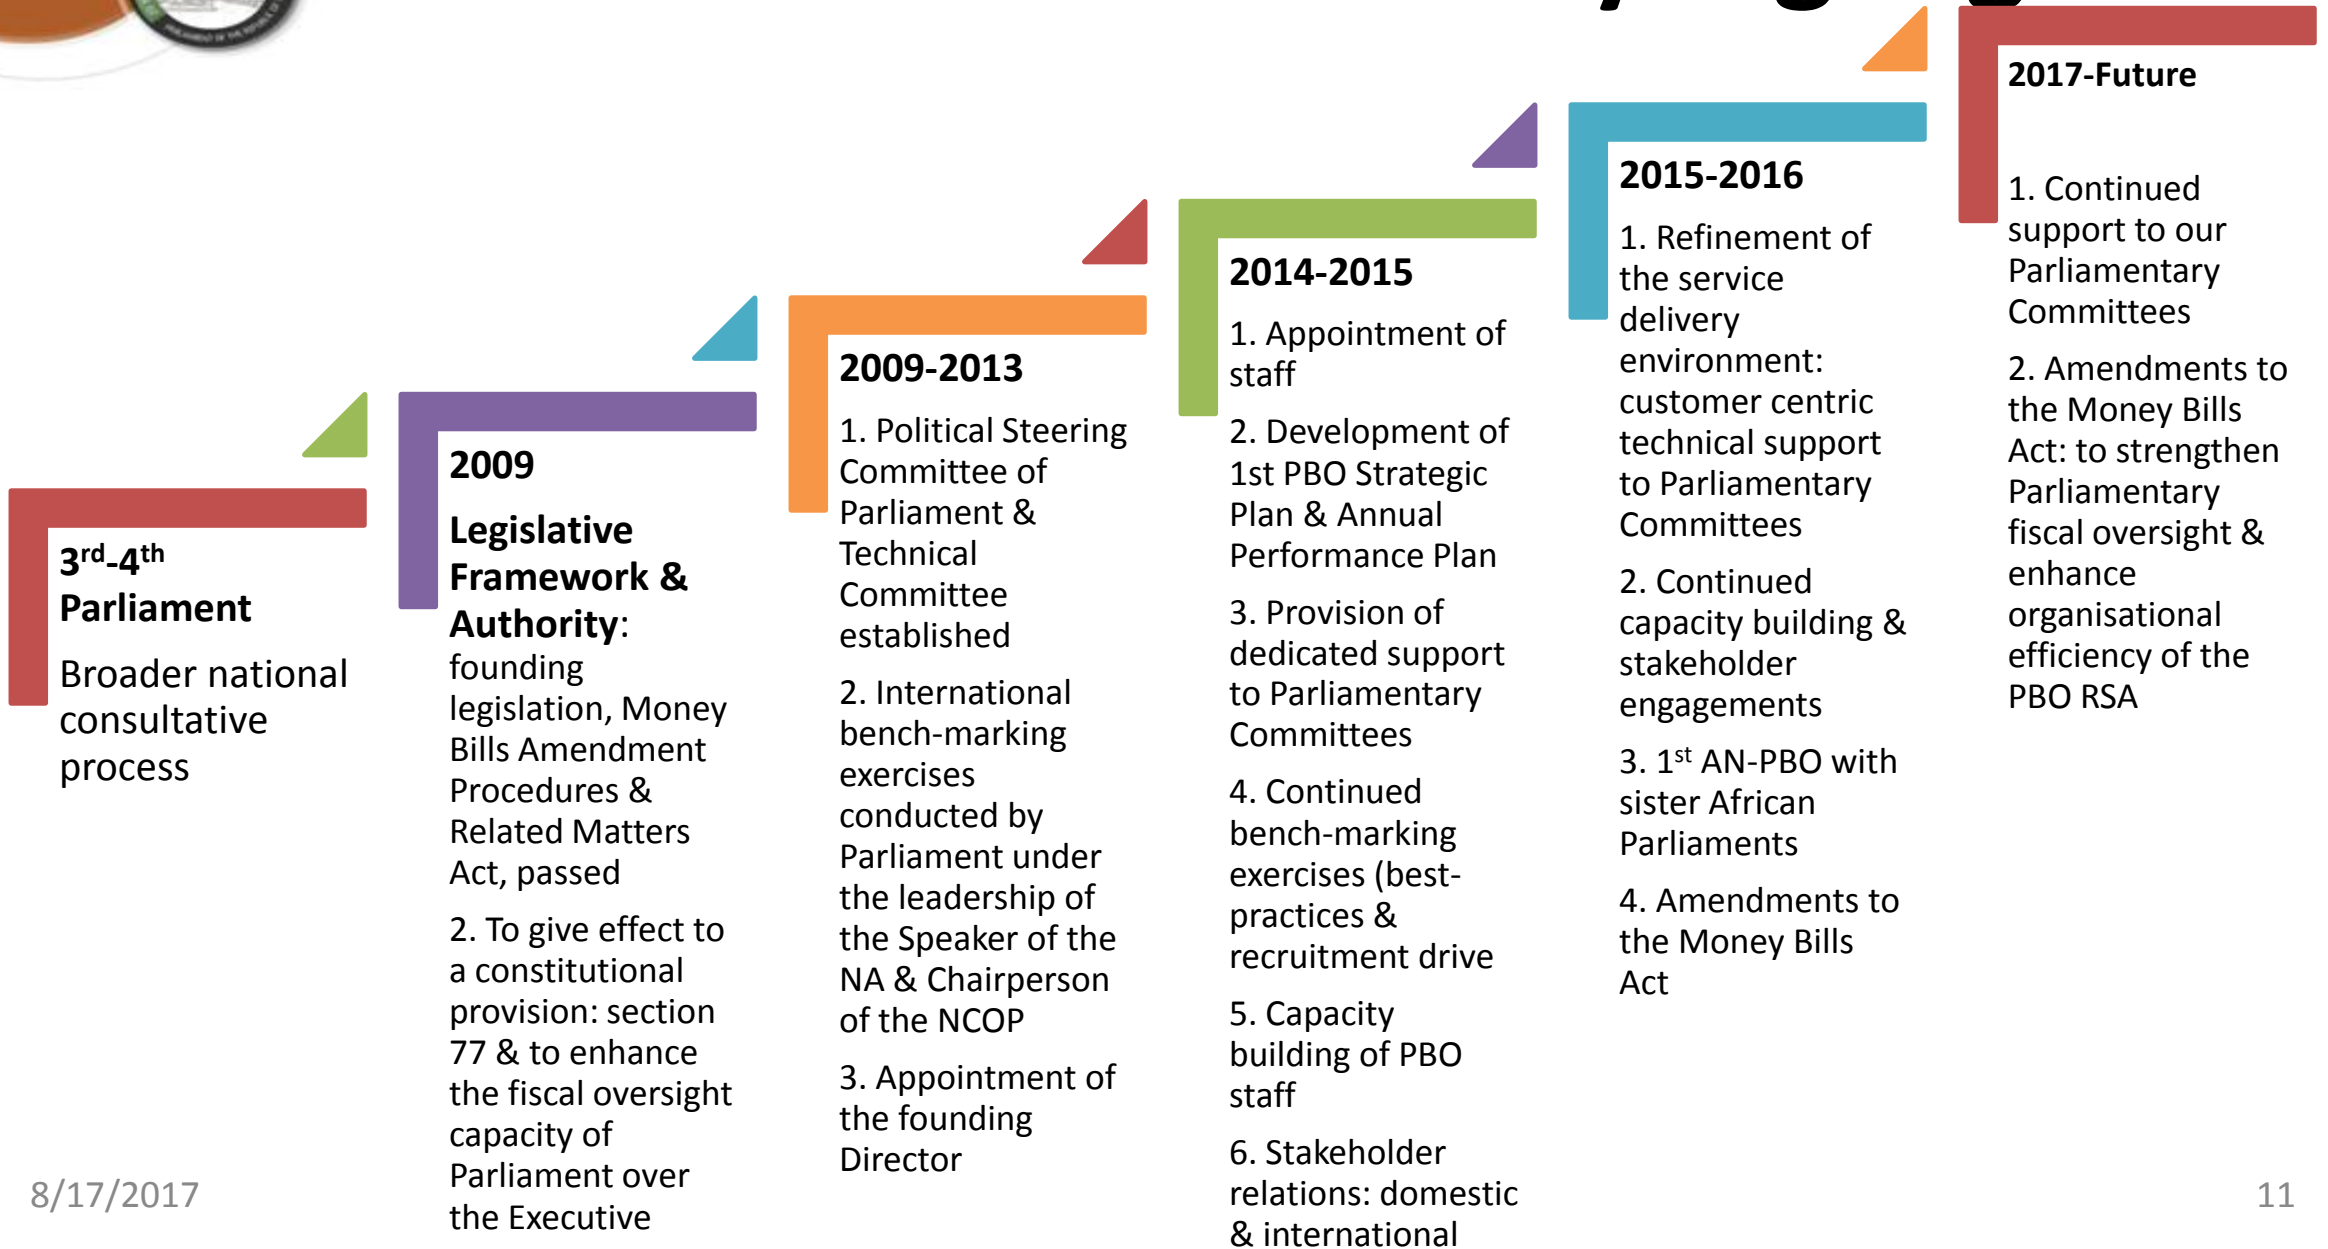 3rd-4th
Parliament
Broader national
consultative
process
2009
Legislative
Framework &
Authority:
founding
legislation, Money
Bills Amendment
Procedures &
Related Matters
Act, passed
2. To give effect to
a constitutional
provision: section
77 & to enhance
the fiscal oversight
capacity of
Parliament over
the Executive
2009-2013
1. Political Steering
Committee of
Parliament &
Technical
Committee
established
2. International
bench-marking
exercises
conducted by
Parliament under
the leadership of
the Speaker of the
NA & Chairperson
of the NCOP
3. Appointment of
the founding
Director
2014-2015
1. Appointment of
staff
2. Development of
1st PBO Strategic
Plan & Annual
Performance Plan
3. Provision of
dedicated support
to Parliamentary
Committees
4. Continued
bench-marking
exercises (best-
practices &
recruitment drive
5. Capacity
building of PBO
staff
6. Stakeholder
relations: domestic
& international
2015-2016
1. Refinement of
the service
delivery
environment:
customer centric
technical support
to Parliamentary
Committees
2. Continued
capacity building &
stakeholder
engagements
3. 1st AN-PBO with
sister African
Parliaments
4. Amendments to
the Money Bills
Act
2017-Future
1. Continued
support to our
Parliamentary
Committees
2. Amendments to
the Money Bills
Act: to strengthen
Parliamentary
fiscal oversight &
enhance
organisational
efficiency of the
PBO RSA
8/17/2017
11